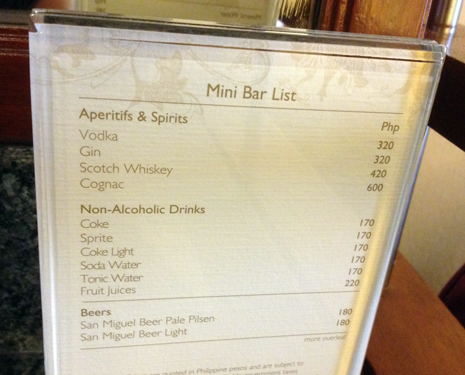 Mini Bar List
Aperitifs & Spirits Php
Vodka 320
Gin 320
Scotch Whiskey 420
Cognac 600
Non-Alcoholic Drinks
Coke 170
Sprite 170
Coke Light 170
Soda Water 170
Tonic Water 170
Fruit Juices 220
Beers
San Miguel Beer Pale Pilsen 180
San Miguel Beer Light 180
more overleaf
quoted in Philippine pesos and are subject to
taxes